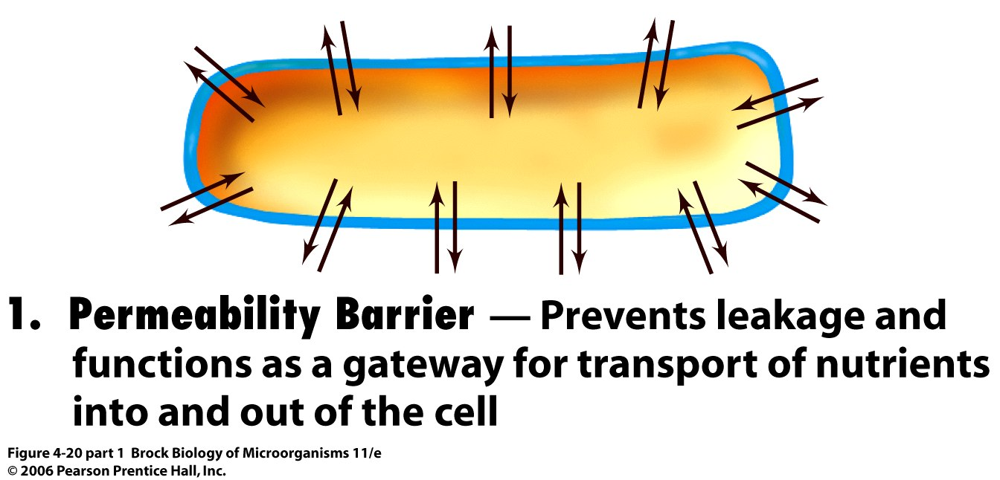 1. Permeability Barrier — Prevents leakage and
functions as a gateway for transport of nutrients
into and out of the cell
Figure 4-20 part 1 Brock Biology of Microorganisms 11/e
© 2006 Pearson Prentice Hall, Inc.